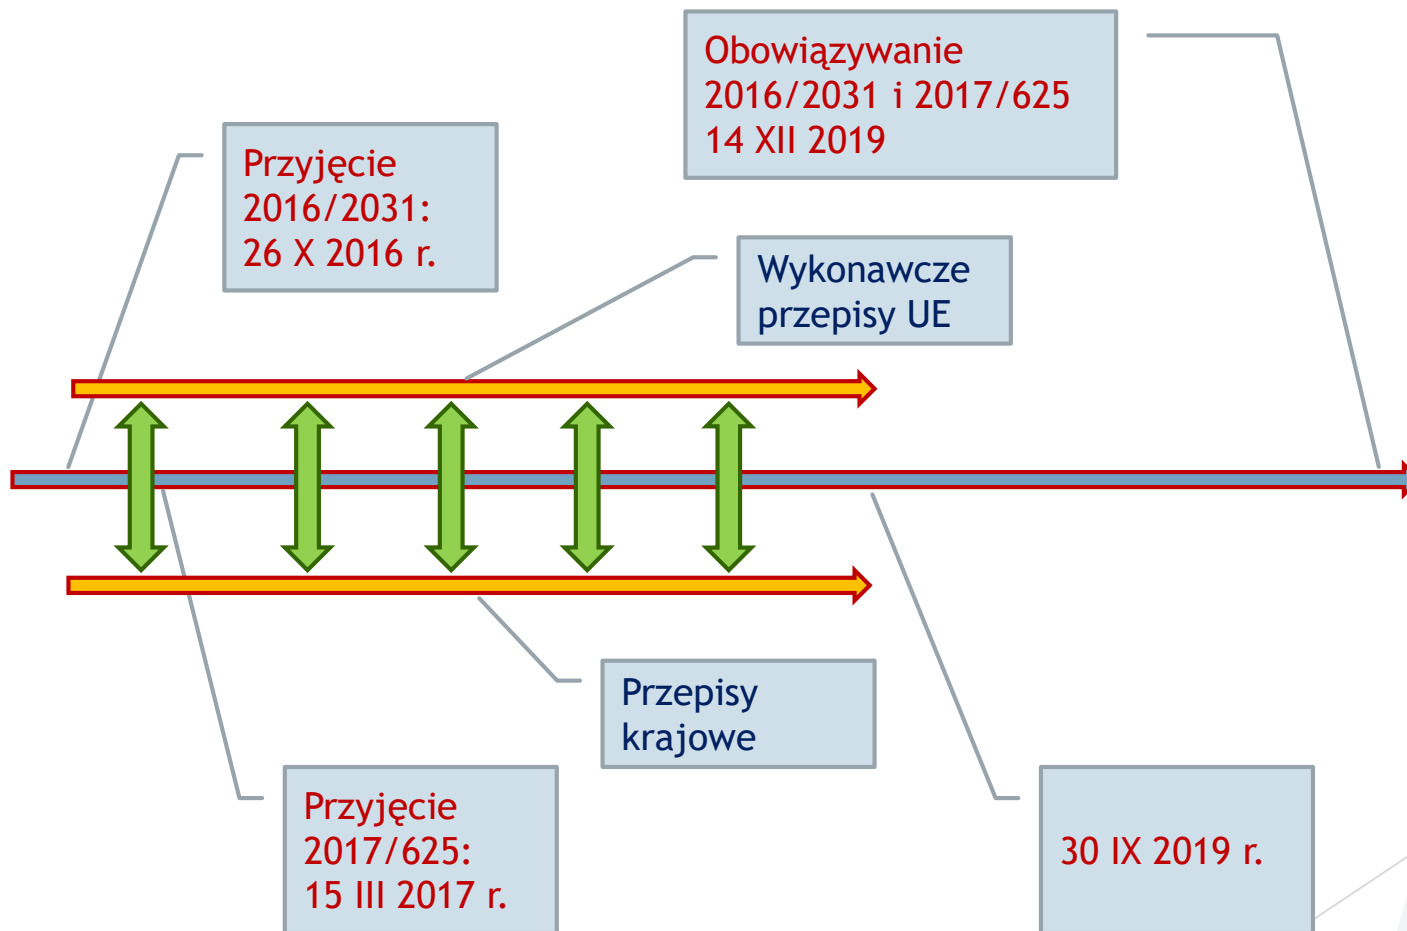 Obowiązywanie
2016/2031 i 2017/625
14 XII 2019
Przyjęcie
2016/2031:
26 X 2016 r.
Wykonawcze
przepisy UE
Przepisy
krajowe
Przyjęcie
2017/625:
15 III 2017 r.
30 IX 2019 r.